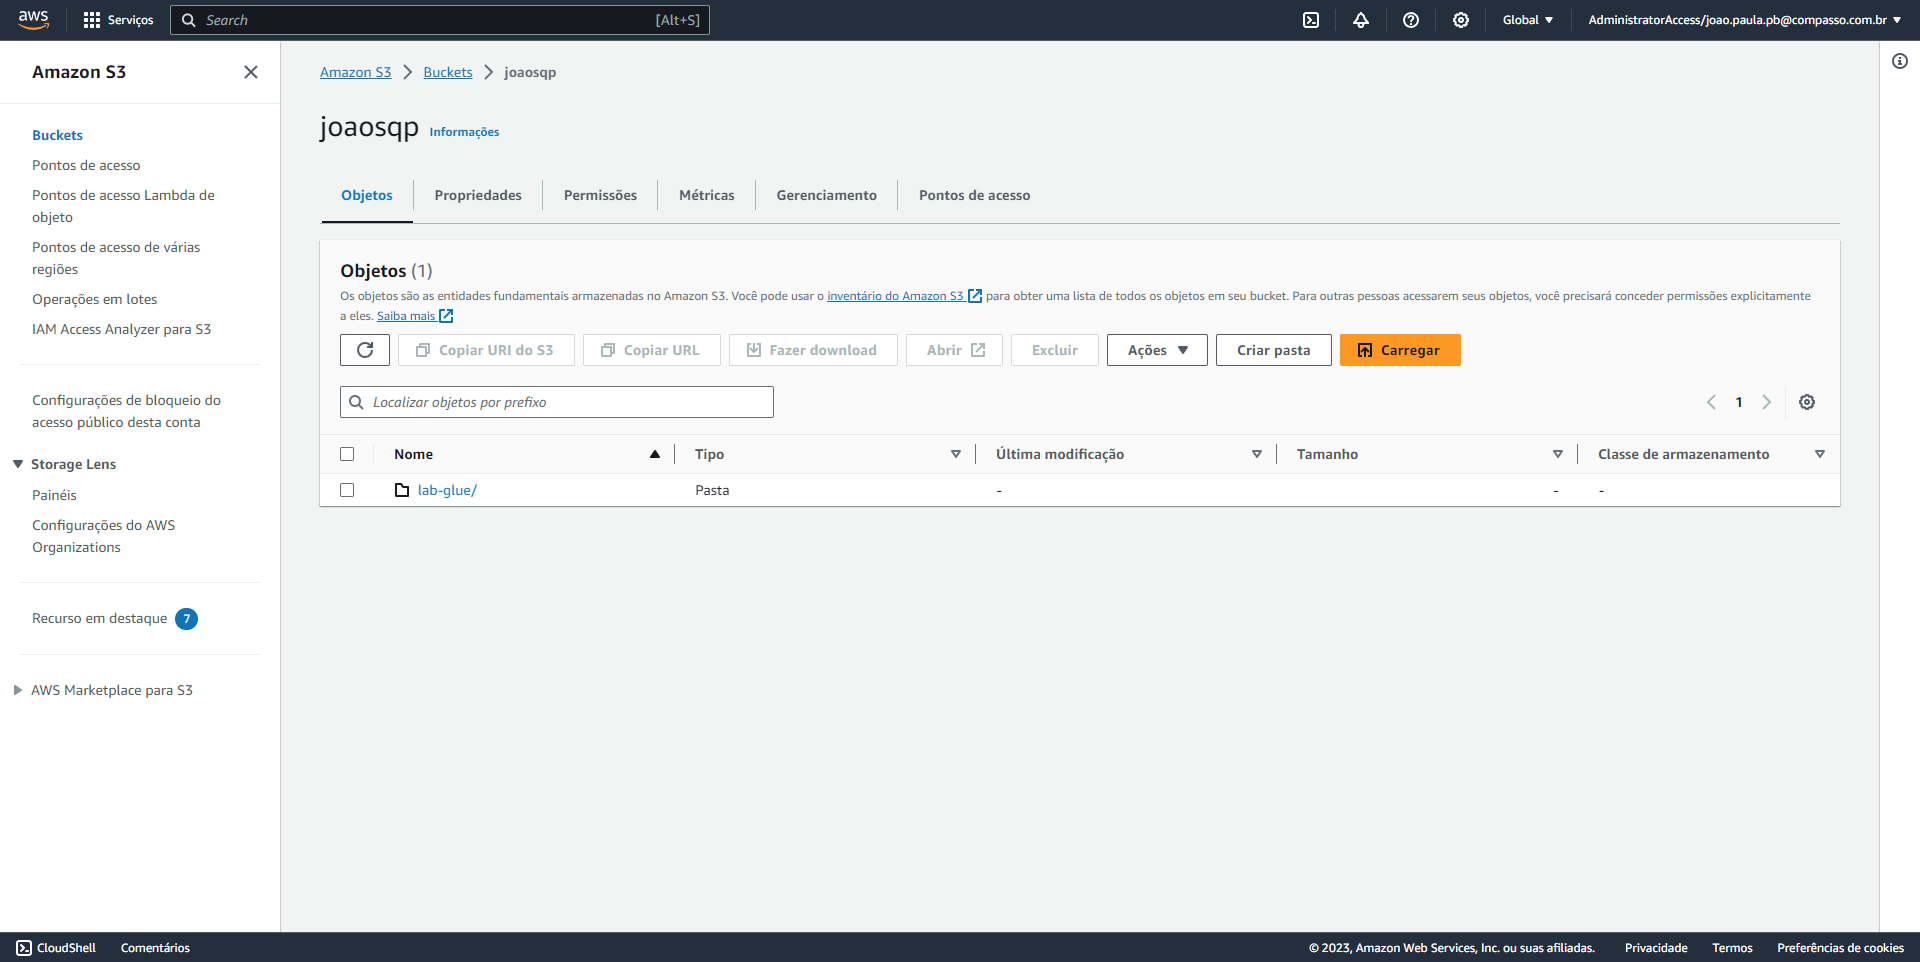 aws Serviços Search [Alt+S] Global AdministratorAccess/joao.paula.pb@compasso.com.br
Amazon S3
Buckets
Pontos de acesso
Pontos de acesso Lambda de
objeto
Pontos de acesso de várias
regiões
Operações em lotes
IAM Access Analyzer para S3
Configurações de bloqueio do
acesso público desta conta
Storage Lens
Painéis
Configurações do AWS
Organizations
Recurso em destaque 7
AWS Marketplace para S3
Amazon S3 Buckets joaosqp
joaosqp Informações
Objetos Propriedades Permissões Métricas Gerenciamento Pontos de acesso
Objetos (1)
Os objetos são as entidades fundamentais armazenadas no Amazon S3. Você pode usar o inventário do Amazon S3 para obter uma lista de todos os objetos em seu bucket. Para outras pessoas acessarem seus objetos, você precisará conceder permissões explicitamente
a eles. Saiba mais
Copiar URI do S3 Copiar URL Fazer download Abrir Excluir Ações Criar pasta Carregar
Localizar objetos por prefixo 1
Nome Tipo Última modificação Tamanho Classe de armazenamento
lab-glue/ Pasta - - -
CloudShell Comentários © 2023, Amazon Web Services, Inc. ou suas afiliadas. Privacidade Termos Preferências de cookies